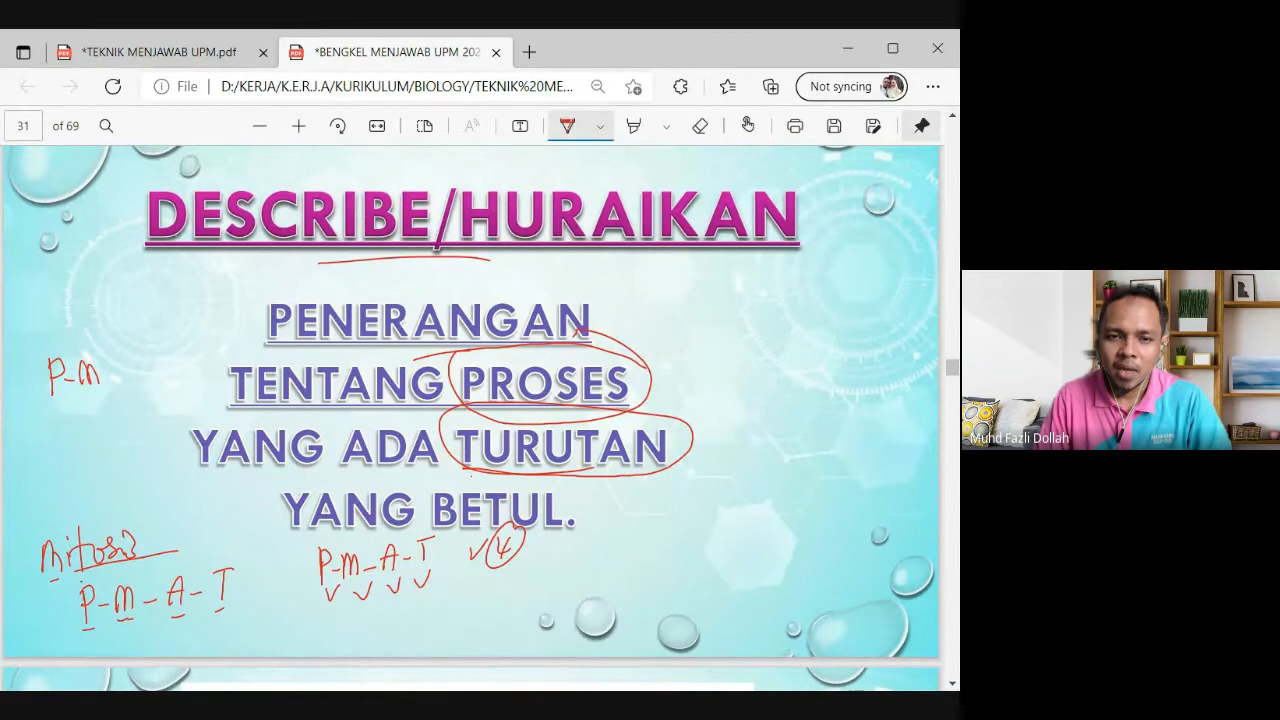 *TEKNIK MENJAWAB UPM.pdf
*BENGKEL MENJAWAB UPM 202
Not syncing
File
D:/KERJA/K.E.R.J.A/KURIKULUM/BIOLOGY/TEKNIK%20ME...
31
of 69
DESCRIBE/HURAIKAN
PENERANGAN
TENTANG PROSES
YANG ADA TURUTAN
YANG BETUL.
P-M
Mitosis
P-M-A-T
P-M-A-T
4
Muhd Fazli Dollah